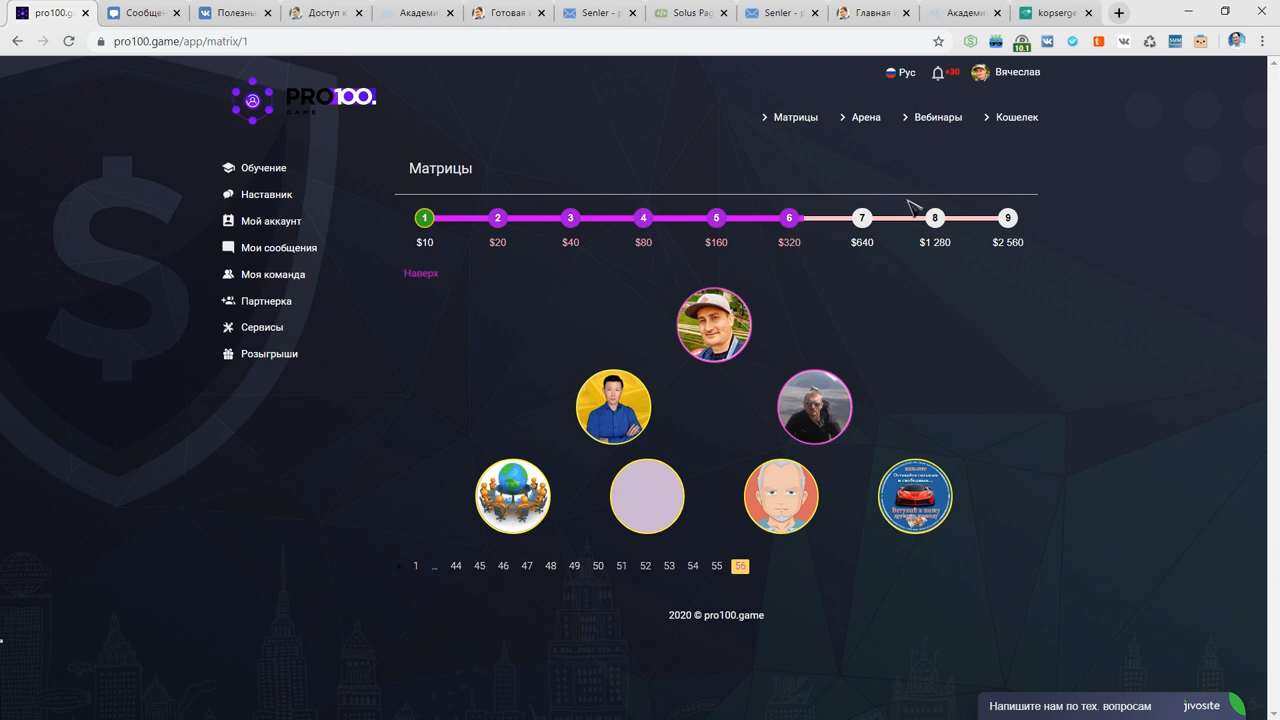 pro100.ga
Сообщен
Полезны
Доступ к
Академи
Готовая
Senler - р
Solus Pag
Senler - р
Главная
Академи
kopserge
pro100.game/app/matrix/1
10.1
Рус
+30
Вячеслав
PRO100.
GAME
Матрицы
Арена
Вебинары
Кошелек
Обучение
Наставник
Мой аккаунт
Мои сообщения
Моя команда
Партнерка
Сервисы
Розыгрыши
Матрицы
1 2 3 4 5 6 7 8 9
$10 $20 $40 $80 $160 $320 $640 $1 280 $2 560
Наверх
1 ... 44 45 46 47 48 49 50 51 52 53 54 55 56
2020 © pro100.game
Напишите нам по тех. вопросам
jivosite